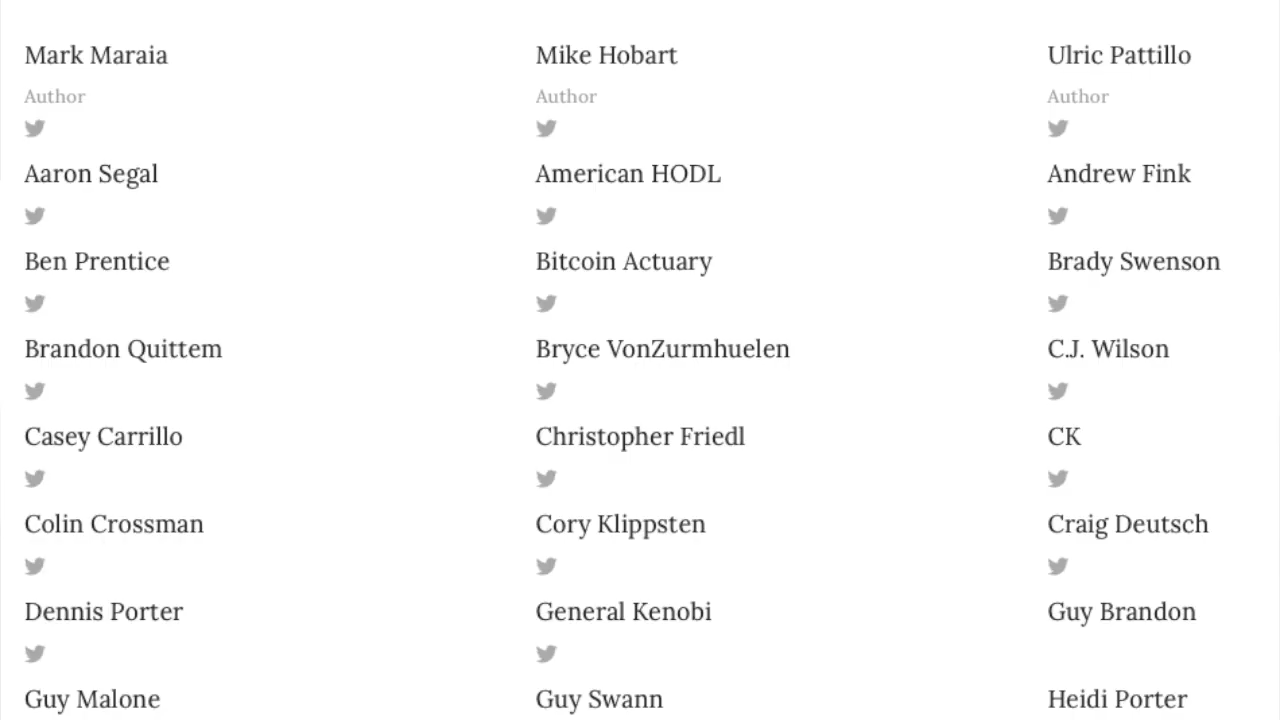 Mark Maraia
Mike Hobart
Ulric Pattillo
Author
Author
Author
Aaron Segal
American HODL
Andrew Fink
Ben Prentice
Bitcoin Actuary
Brady Swenson
Brandon Quittem
Bryce VonZurmhuelen
C.J. Wilson
Casey Carrillo
Christopher Friedl
CK
Colin Crossman
Cory Klippsten
Craig Deutsch
Dennis Porter
General Kenobi
Guy Brandon
Guy Malone
Guy Swann
Heidi Porter